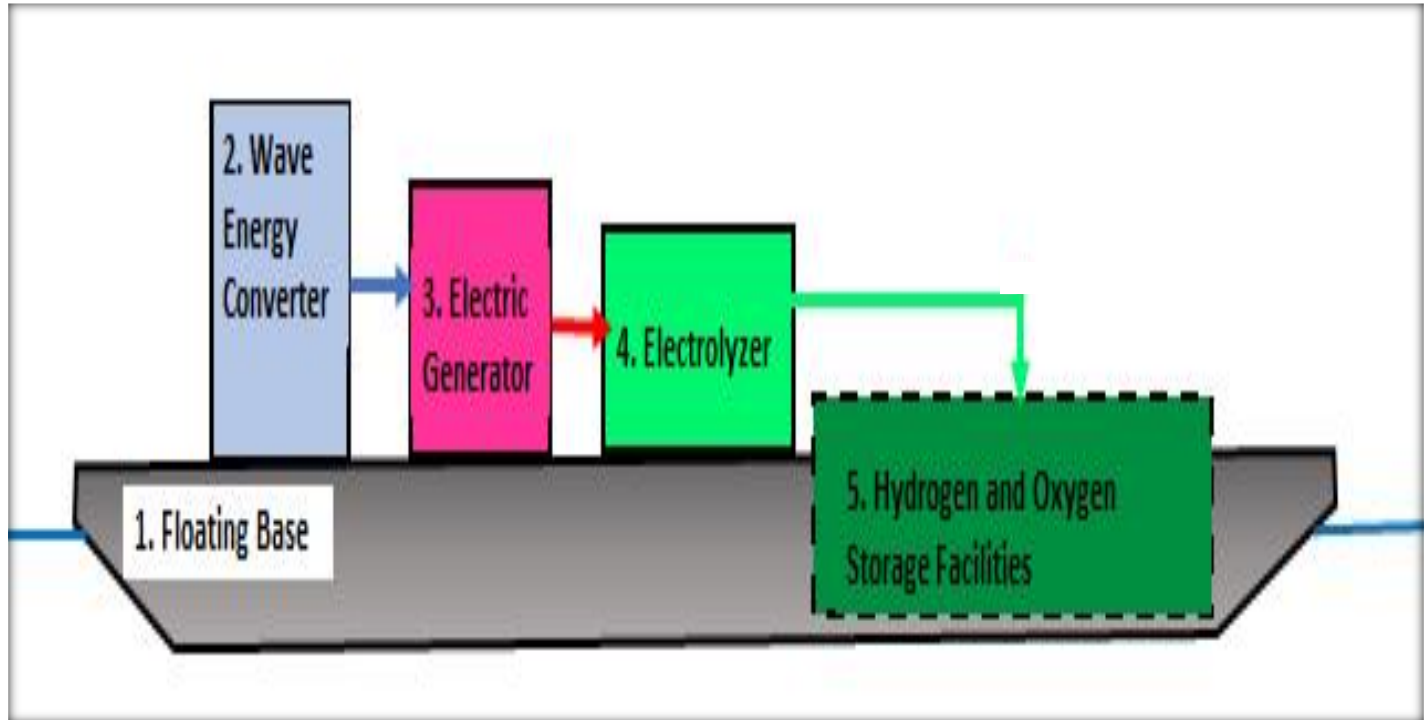 2. Wave
Energy
Converter
3. Electric
Generator
4. Electrolyzer
1. Floating Base
5. Hydrogen and Oxygen
Storage Facilities